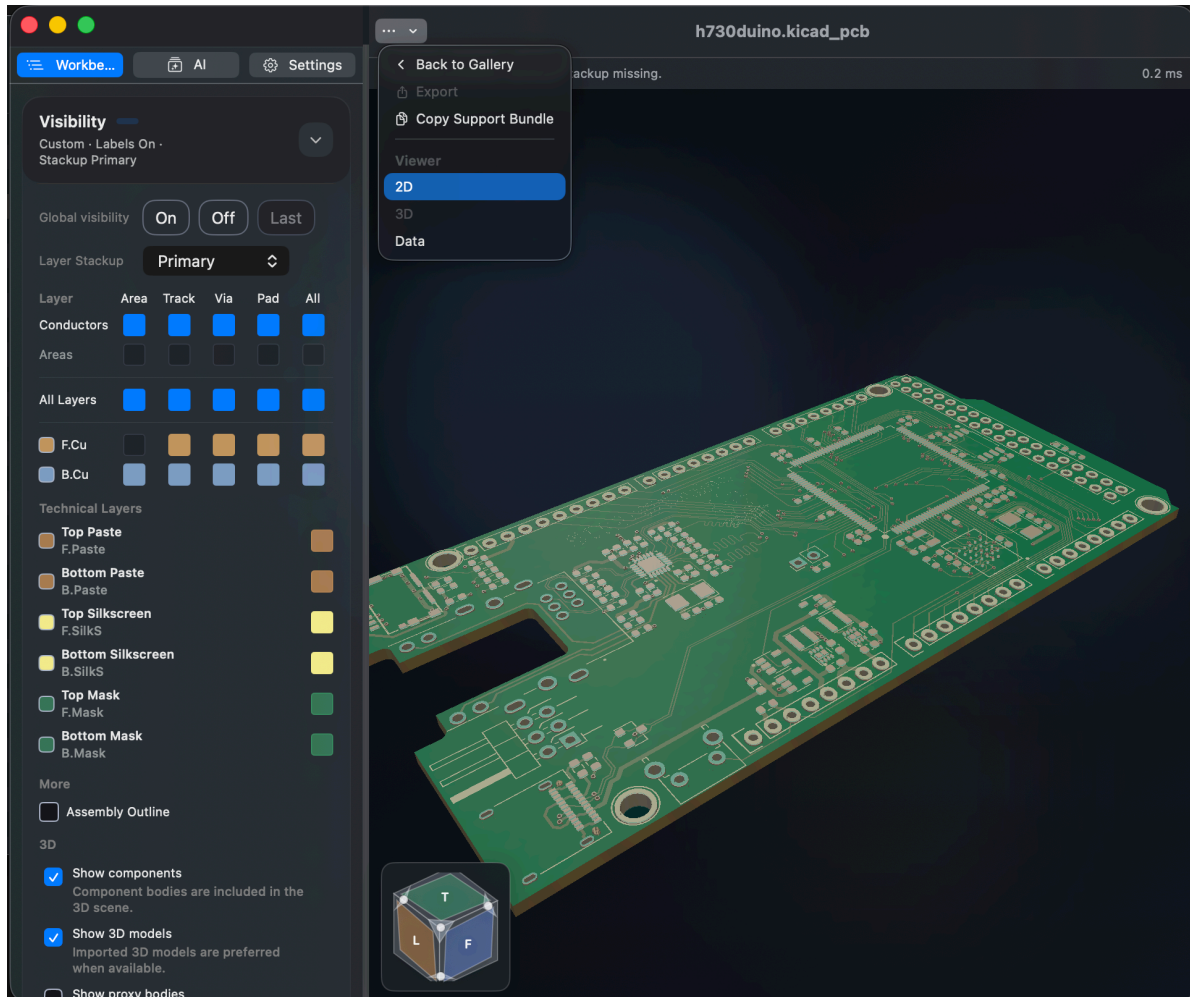 h730duino.kicad_pcb
Workbe...
AI
Settings
Back to Gallery
Export
Copy Support Bundle
Viewer
2D
3D
Data
ackup missing.
0.2 ms
Visibility
Custom · Labels On ·
Stackup Primary
Global visibility On Off Last
Layer Stackup Primary
Layer Area Track Via Pad All
Conductors
Areas
All Layers
F.Cu
B.Cu
Technical Layers
Top Paste
F.Paste
Bottom Paste
B.Paste
Top Silkscreen
F.SilkS
Bottom Silkscreen
B.SilkS
Top Mask
F.Mask
Bottom Mask
B.Mask
More
Assembly Outline
3D
Show components
Component bodies are included in the
3D scene.
Show 3D models
Imported 3D models are preferred
when available.
Show proxy bodies
T
L
F